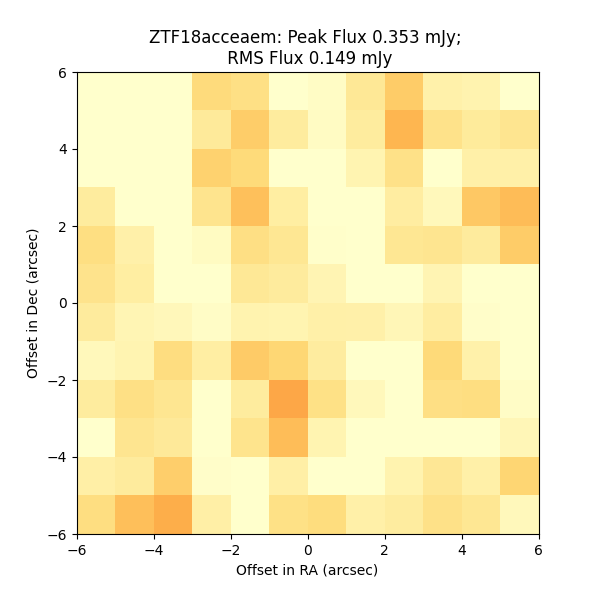 ZTF18acceaem: Peak Flux 0.353 mJy;
RMS Flux 0.149 mJy
6
4
2
0
−2
−4
−6
Offset in Dec (arcsec)
−6 −4 −2 0 2 4 6
Offset in RA (arcsec)